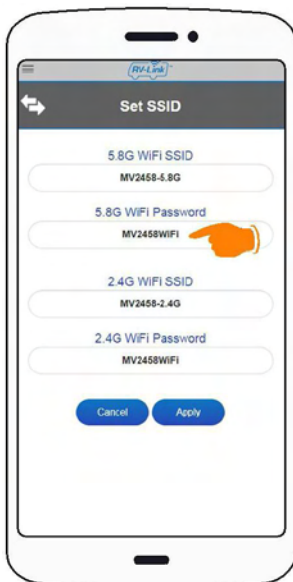 RV-Link
Set SSID
5.8G WiFi SSID
MV2458-5.8G
5.8G WiFi Password
MV2458WiFi
2.4G WiFi SSID
MV2458-2.4G
2.4G WiFi Password
MV2458WiFi
Cancel Apply